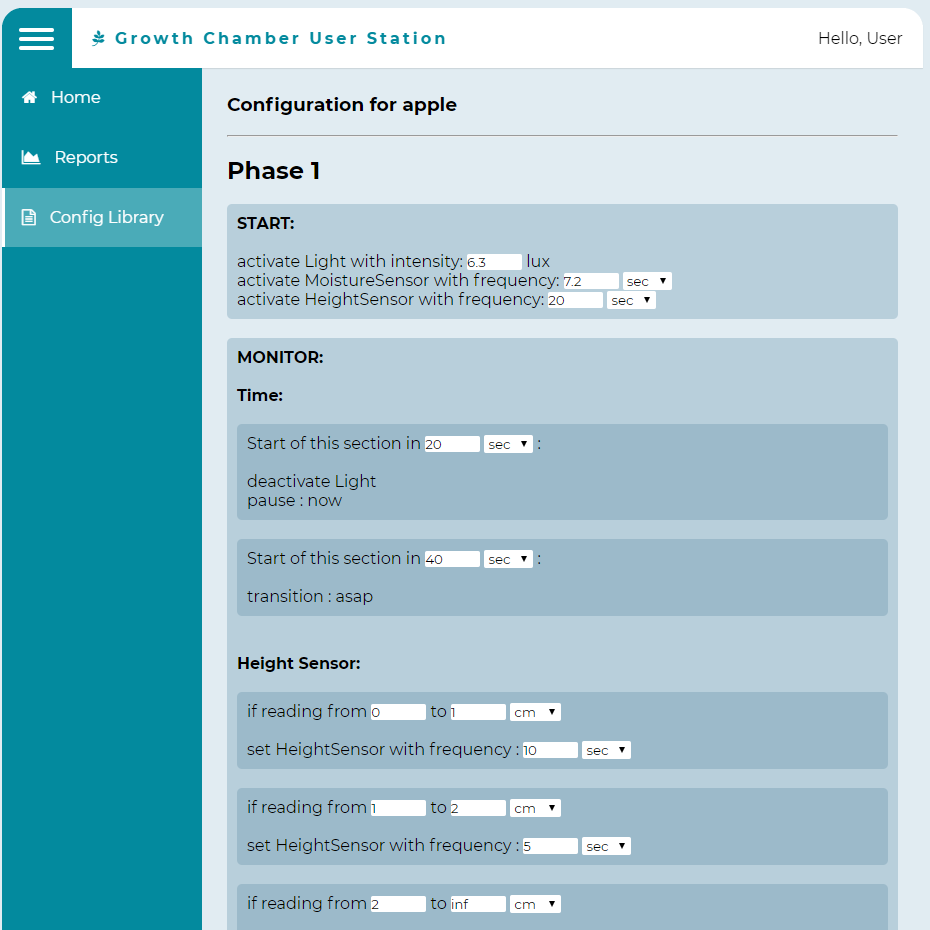 Growth Chamber User Station
Hello, User
Home
Reports
Config Library
Configuration for apple
Phase 1
START:
activate Light with intensity: 6.3 lux
activate MoistureSensor with frequency: 7.2 sec
activate HeightSensor with frequency: 20 sec
MONITOR:
Time:
Start of this section in 20 sec :
deactivate Light
pause : now
Start of this section in 40 sec :
transition : asap
Height Sensor:
if reading from 0 to 1 cm
set HeightSensor with frequency : 10 sec
if reading from 1 to 2 cm
set HeightSensor with frequency : 5 sec
if reading from 2 to inf cm